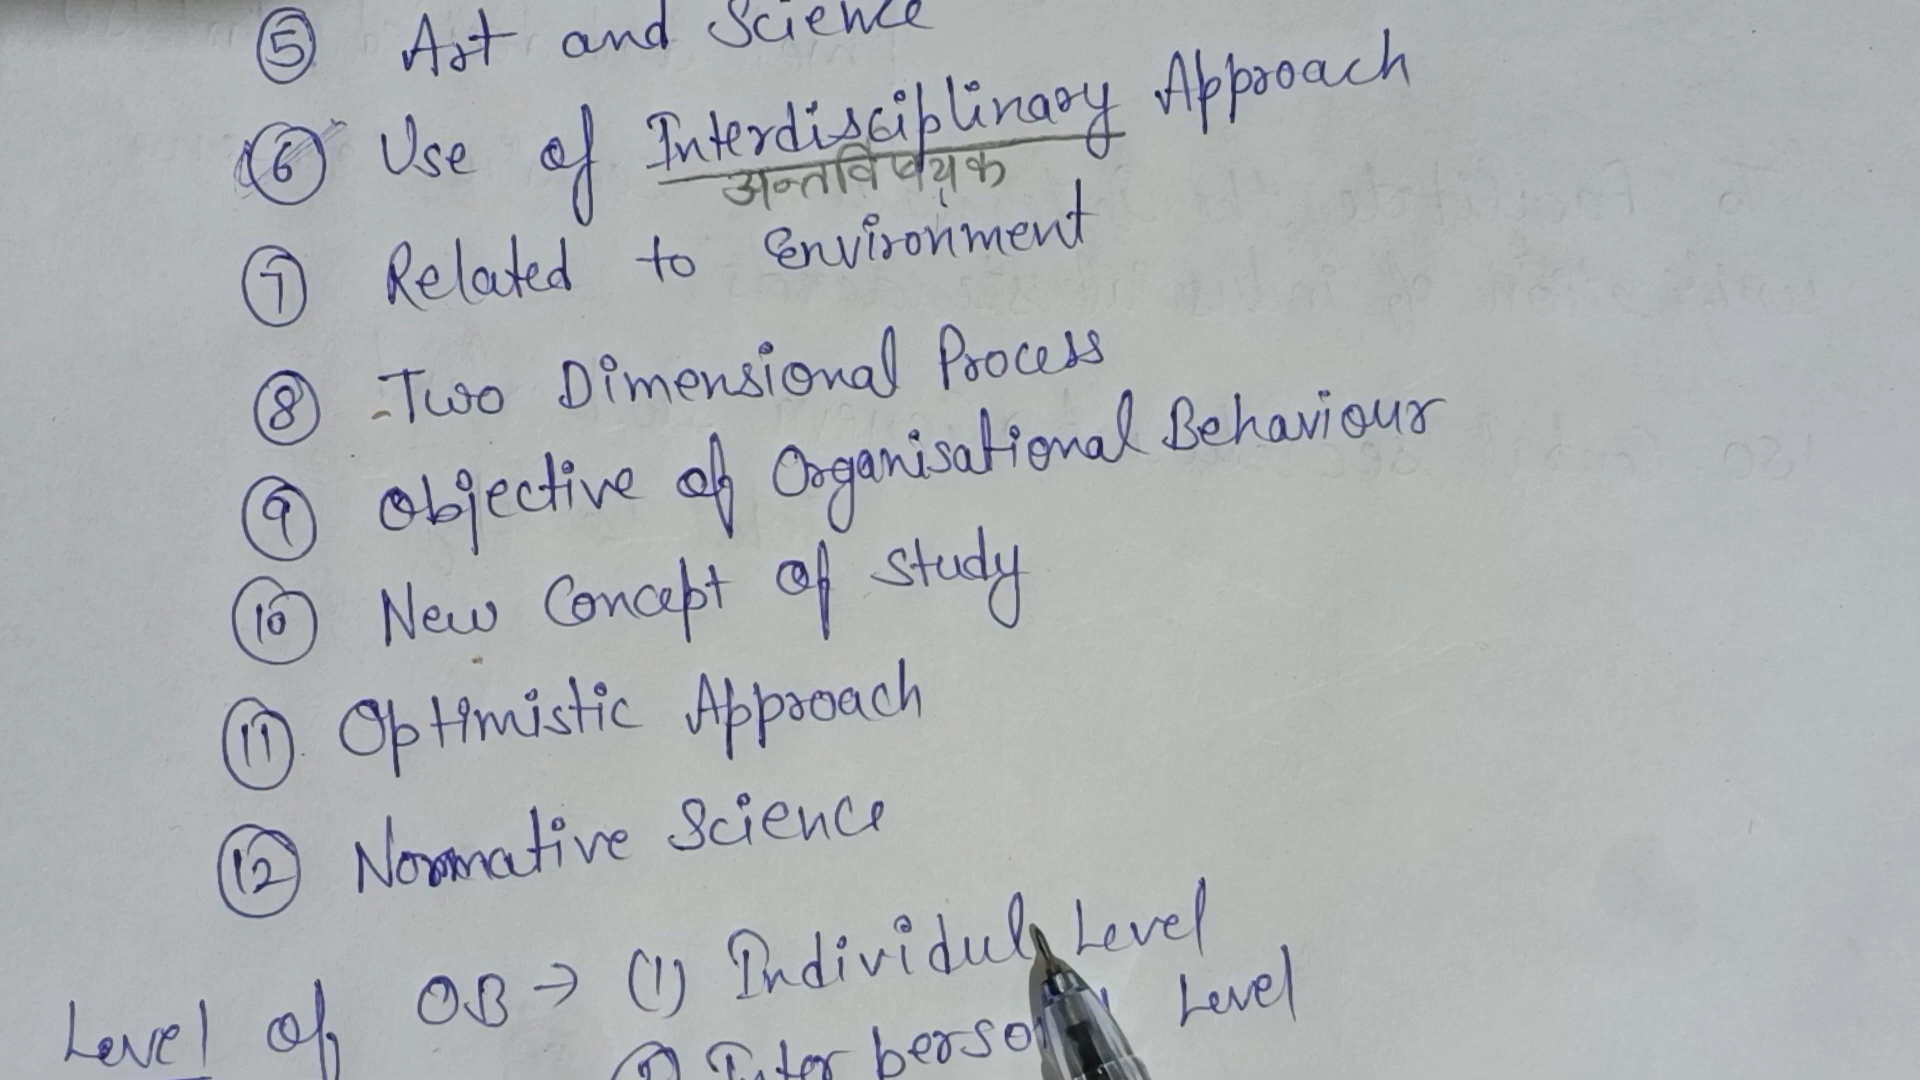 ⑤ Art and Science
⑥ Use of Interdisciplinary Approach
अन्तर्विषयक
⑦ Related to Environment
⑧ Two Dimensional Process
⑨ Objective of Organisational Behaviour
⑩ New Concept of study
⑪ Optimistic Approach
⑫ Normative Science
Level of OB → (1) Individul Level
Level